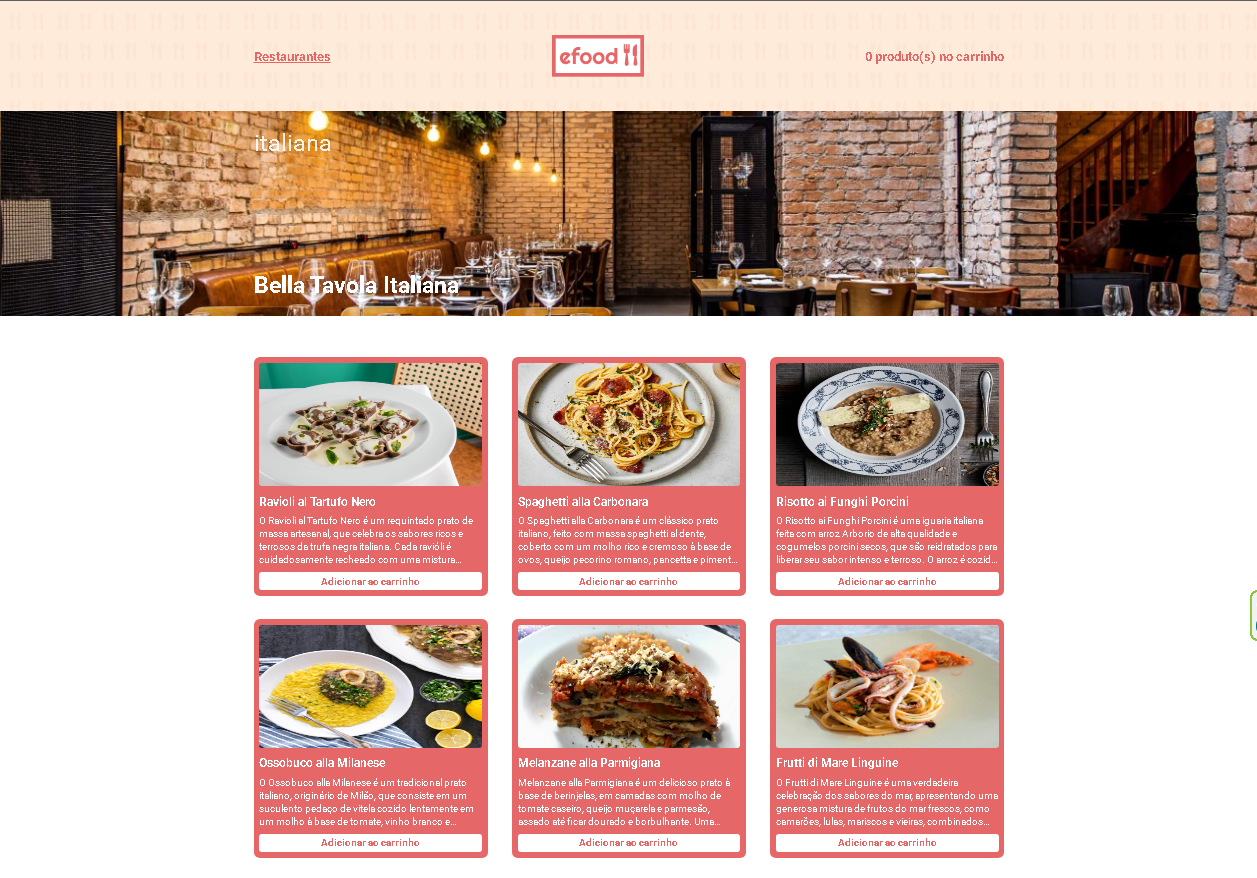 Restaurantes
efood
0 produto(s) no carrinho
italiana
Bella Tavola Italiana
Ravioli al Tartufo Nero
O Ravioli al Tartufo Nero é um requintado prato de
massa artesanal, que celebra os sabores ricos e
terrosos da trufa negra italiana. Cada ravióli é
cuidadosamente recheado com uma mistura...
Adicionar ao carrinho
Spaghetti alla Carbonara
O Spaghetti alla Carbonara é um clássico prato
italiano, feito com massa spaghetti al dente,
coberto com um molho rico e cremoso à base de
ovos, queijo pecorino romano, pancetta e piment...
Adicionar ao carrinho
Risotto ai Funghi Porcini
O Risotto ai Funghi Porcini é uma iguaria italiana
feita com arroz Arborio de alta qualidade e
cogumelos porcini secos, que são reidratados para
liberar seu sabor intenso e terroso. O arroz é cozid...
Adicionar ao carrinho
Ossobuco alla Milanese
O Ossobuco alla Milanese é um tradicional prato
italiano, originário de Milão, que consiste em um
suculento pedaço de vitela cozido lentamente em
um molho à base de tomate, vinho branco e...
Adicionar ao carrinho
Melanzane alla Parmigiana
Melanzane alla Parmigiana é um delicioso prato à
base de berinjelas, em camadas com molho de
tomate caseiro, queijo muçarela e parmesão,
assado até ficar dourado e borbulhante. Uma...
Adicionar ao carrinho
Frutti di Mare Linguine
O Frutti di Mare Linguine é uma verdadeira
celebração dos sabores do mar, apresentando uma
generosa mistura de frutos do mar frescos, como
camarões, lulas, mariscos e vieiras, combinados...
Adicionar ao carrinho